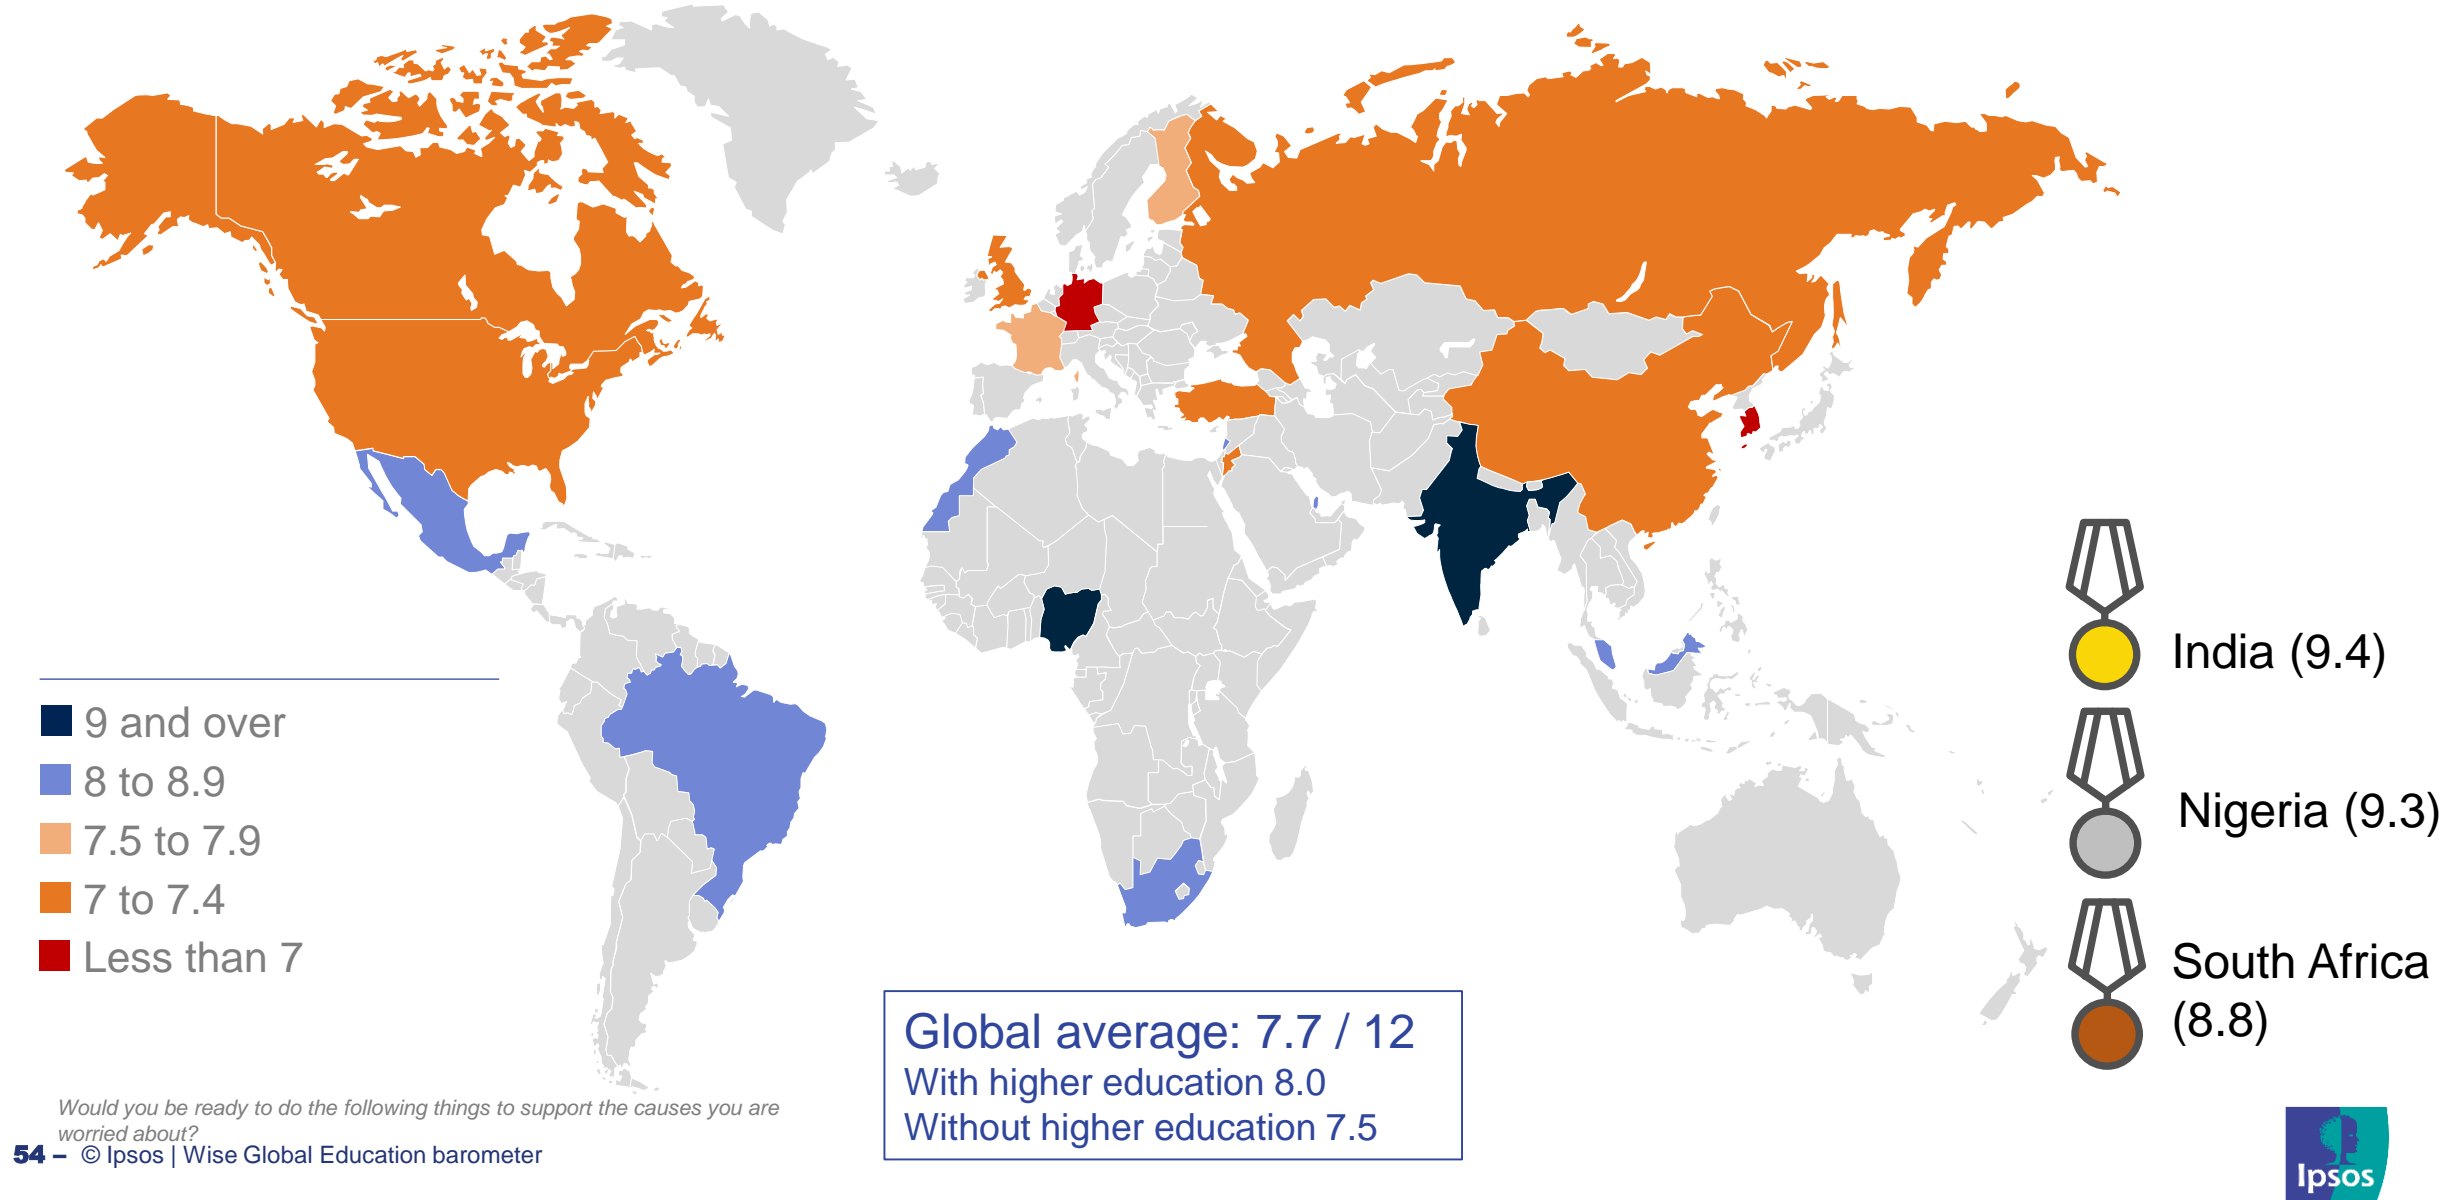 9 and over
8 to 8.9
7.5 to 7.9
7 to 7.4
Less than 7
India (9.4)
Nigeria (9.3)
South Africa
(8.8)
Global average: 7.7 / 12
With higher education 8.0
Without higher education 7.5
Would you be ready to do the following things to support the causes you are
worried about?
54 – © Ipsos | Wise Global Education barometer
Ipsos